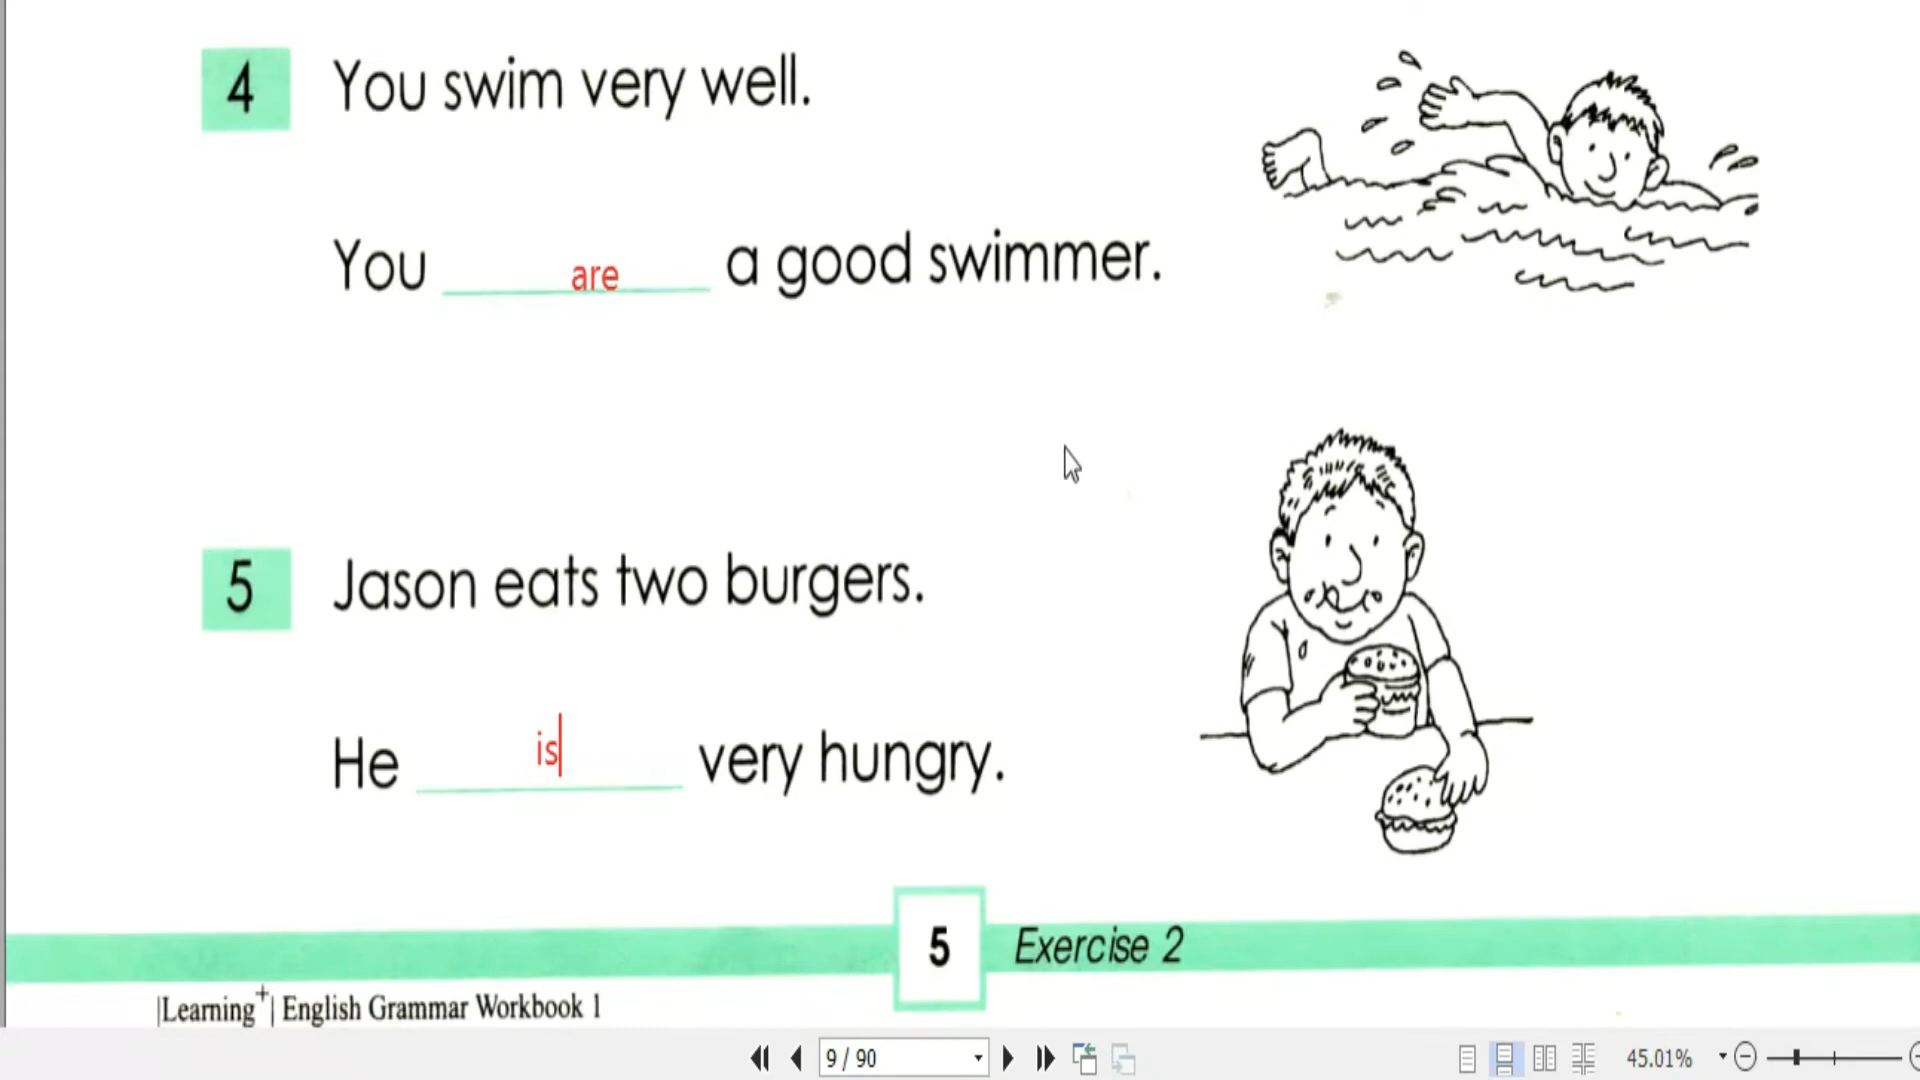 4 You swim very well.
You are a good swimmer.
5 Jason eats two burgers.
He is very hungry.
5 Exercise 2
|Learning+| English Grammar Workbook 1
9 / 90
45.01%